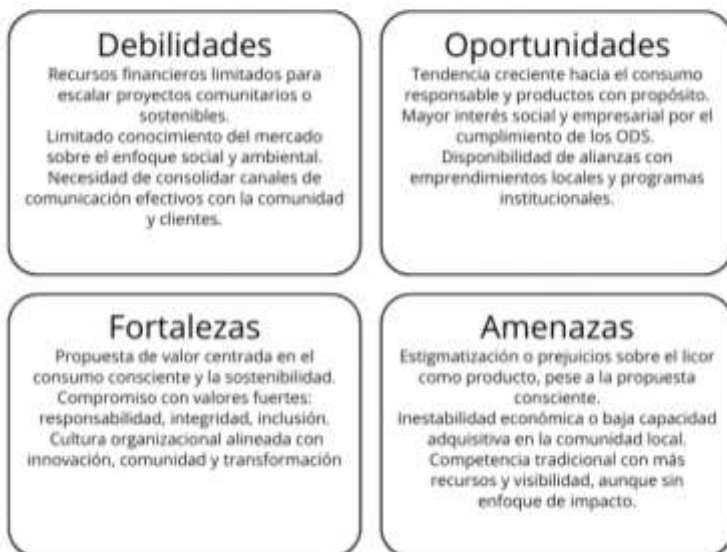 Debilidades
Recursos financieros limitados para
escalar proyectos comunitarios o
sostenibles.
Limitado conocimiento del mercado
sobre el enfoque social y ambiental.
Necesidad de consolidar canales de
comunicación efectivos con la comunidad
y clientes.
Oportunidades
Tendencia creciente hacia el consumo
responsable y productos con propósito.
Mayor interés social y empresarial por el
cumplimiento de los ODS.
Disponibilidad de alianzas con
emprendimientos locales y programas
institucionales.
Fortalezas
Propuesta de valor centrada en el
consumo consciente y la sostenibilidad.
Compromiso con valores fuertes:
responsabilidad, integridad, inclusión.
Cultura organizacional alineada con
innovación, comunidad y transformación
Amenazas
Estigmatización o prejuicios sobre el licor
como producto, pese a la propuesta
consciente.
Inestabilidad económica o baja capacidad
adquisitiva en la comunidad local.
Competencia tradicional con más
recursos y visibilidad, aunque sin
enfoque de impacto.